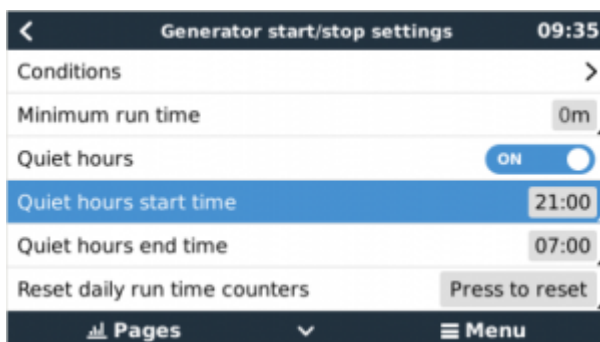 Generator start/stop settings 09:35
Conditions
Minimum run time 0m
Quiet hours ON
Quiet hours start time 21:00
Quiet hours end time 07:00
Reset daily run time counters Press to reset
Pages Menu